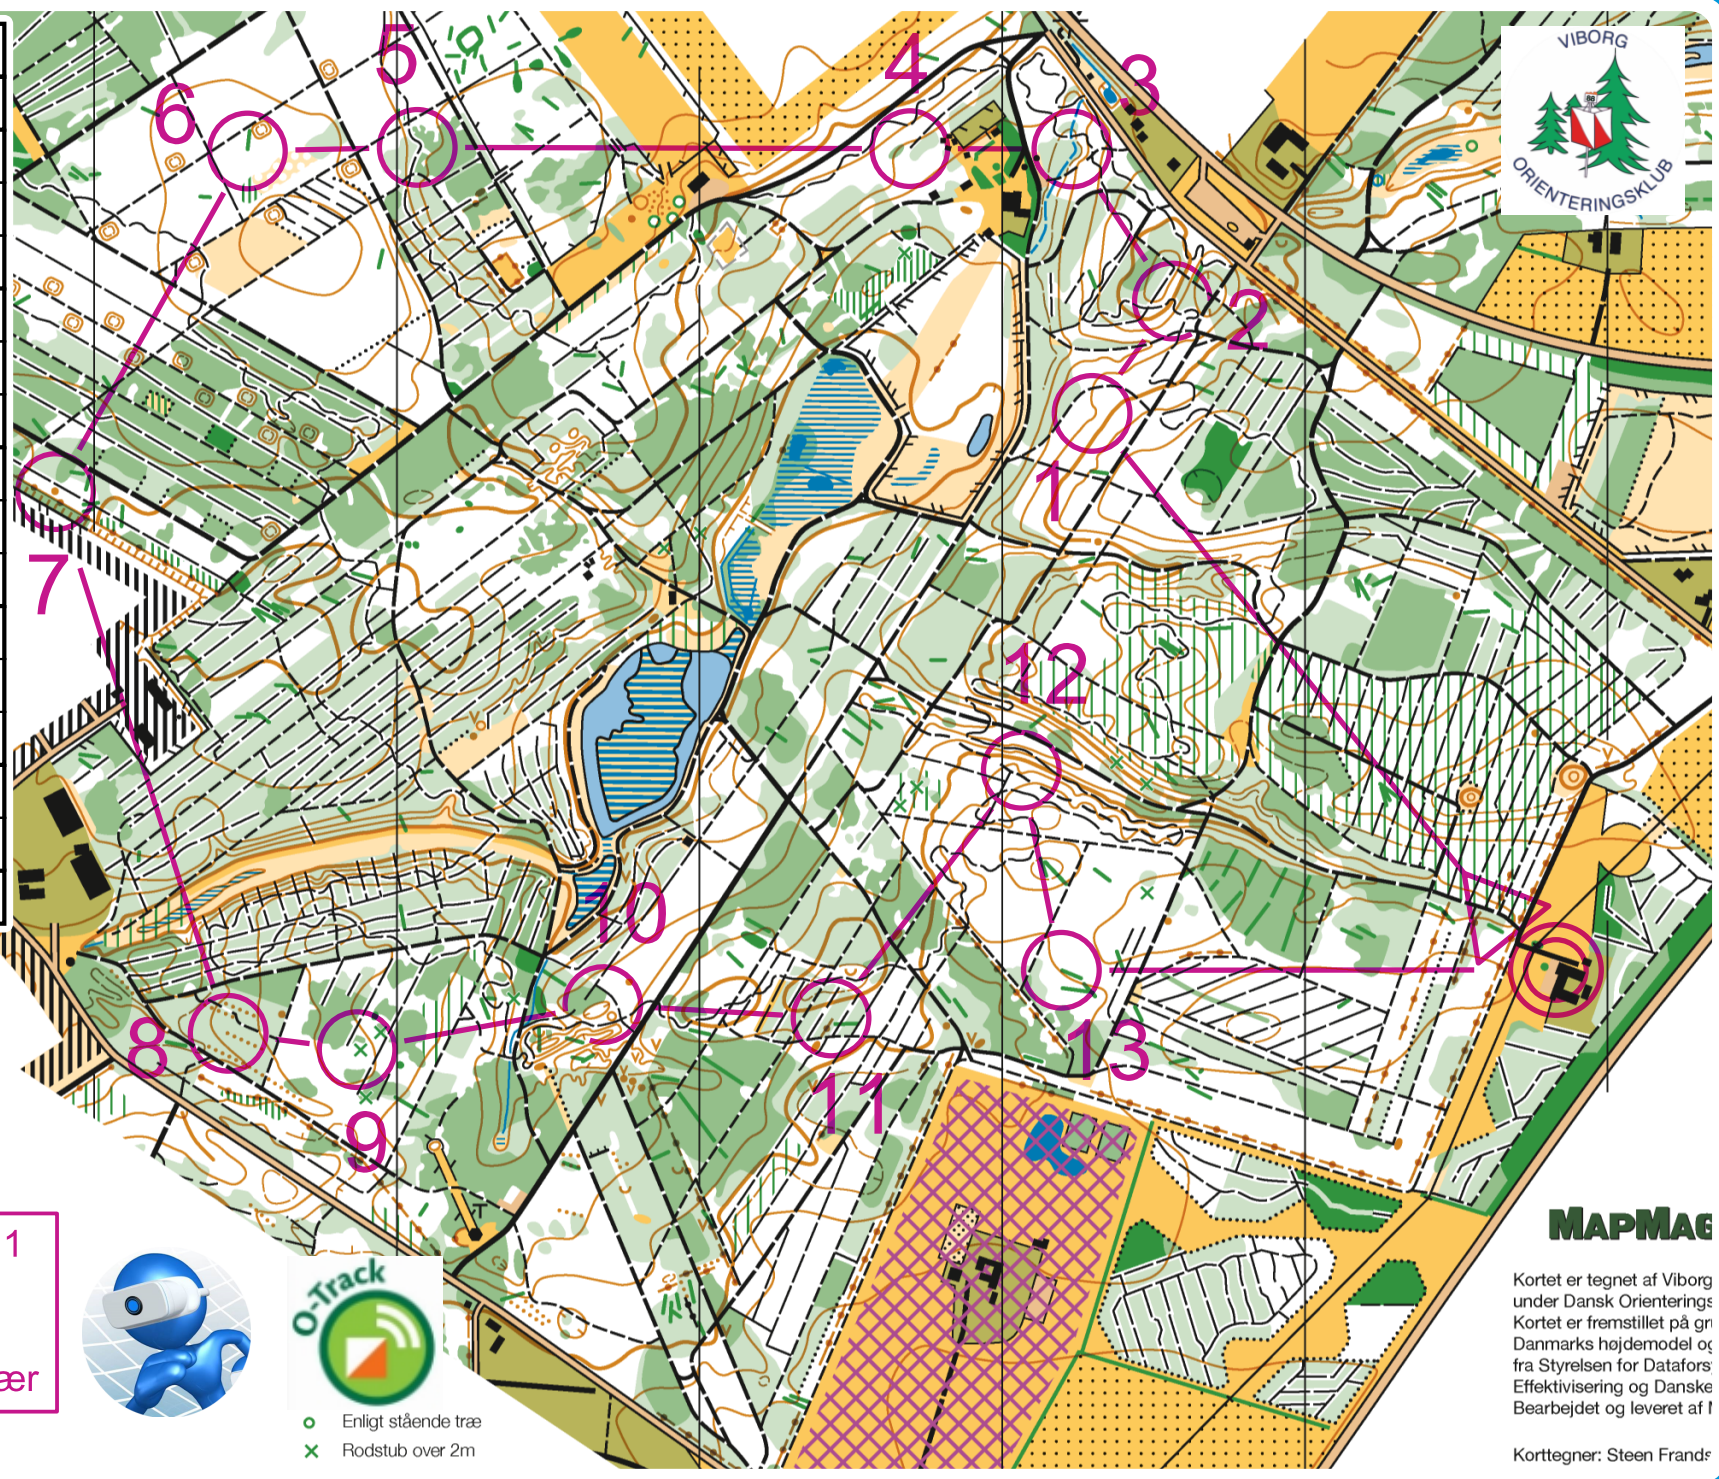 VIBORG
88
ORIENTERINGSKLUB
5
4
3
6
2
1
7
12
10
8
13
11
9
T
1
ær
O-Track
Enligt stående træ
Rodstub over 2m
MAPMAG
Kortet er tegnet af Viborg
under Dansk Orienterings
Kortet er fremstillet på gr
Danmarks højdemodel og
fra Styrelsen for Datafors
Effektivisering og Danske
Bearbejdet og leveret af
Korttegner: Steen Frands